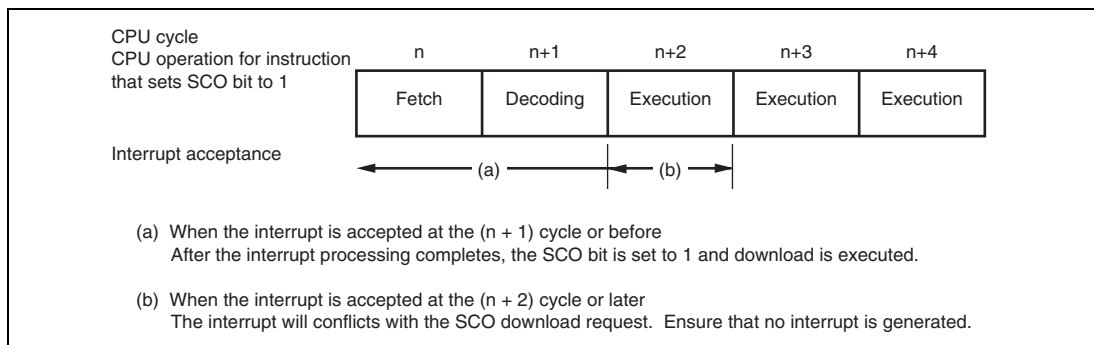 CPU cycle
CPU operation for instruction
that sets SCO bit to 1
n n+1 n+2 n+3 n+4
Fetch Decoding Execution Execution Execution
Interrupt acceptance
(a) (b)
(a) When the interrupt is accepted at the (n + 1) cycle or before
After the interrupt processing completes, the SCO bit is set to 1 and download is executed.
(b) When the interrupt is accepted at the (n + 2) cycle or later
The interrupt will conflicts with the SCO download request. Ensure that no interrupt is generated.